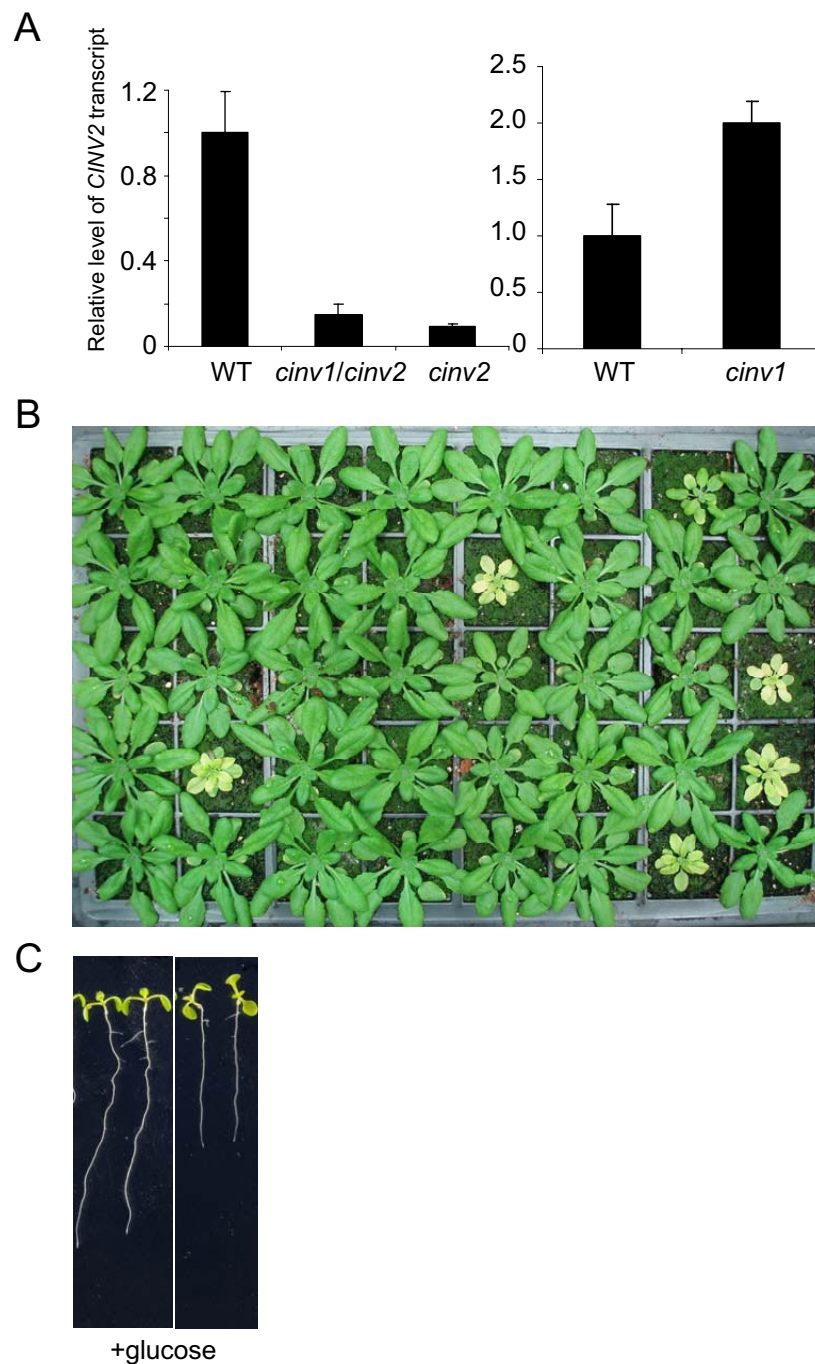 A
Relative level of CINV2 transcript
1.2
0.8
0.4
0
WT cinv1/cinv2 cinv2
2.5
2.0
1.5
1.0
0.5
0
WT cinv1
B
C
+glucose